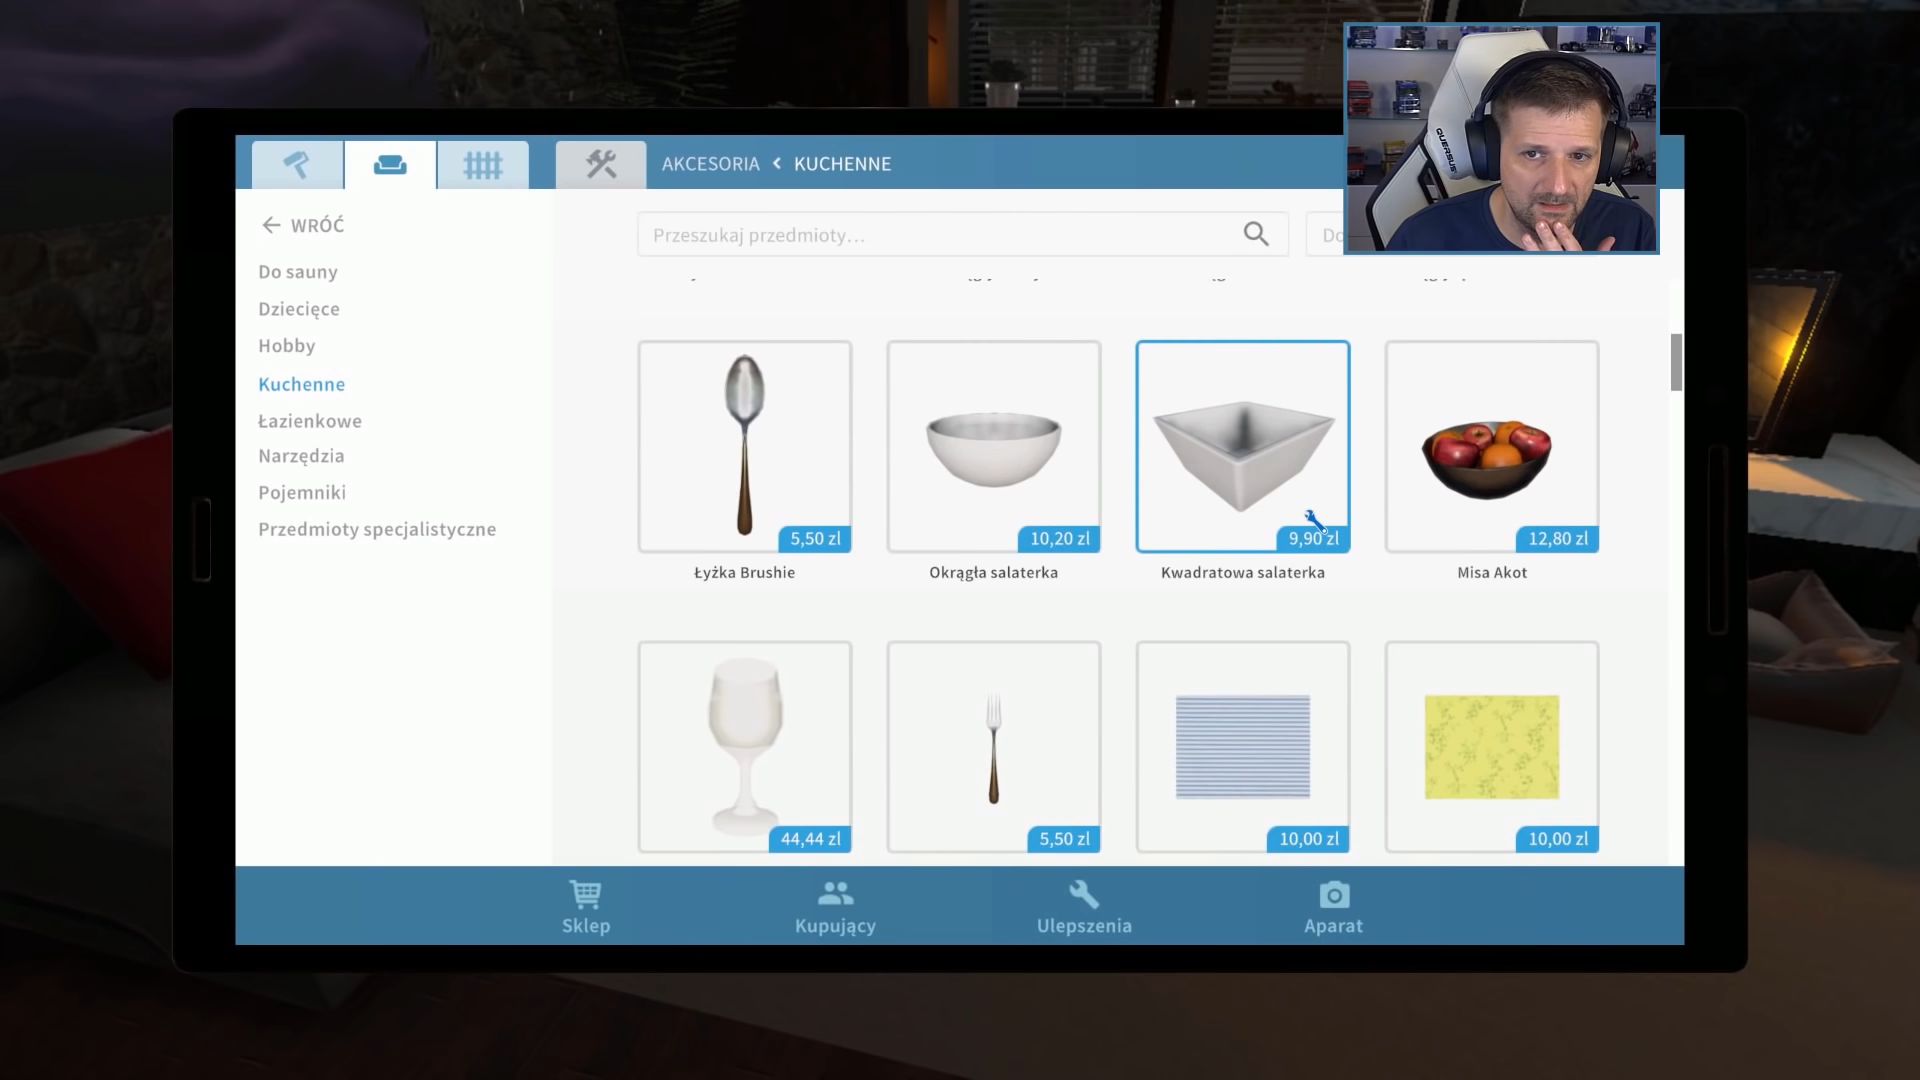 AKCESORIA < KUCHENNE
WRÓĆ
Przeszukaj przedmioty...
Do
QUERSUS
Do sauny
Dziecięce
Hobby
Kuchenne
Łazienkowe
Narzędzia
Pojemniki
Przedmioty specjalistyczne
5,50 zl
10,20 zl
9,90 zl
12,80 zl
Łyżka Brushie
Okrągła salaterka
Kwadratowa salaterka
Misa Akot
44,44 zl
5,50 zl
10,00 zl
10,00 zl
Sklep
Kupujący
Ulepszenia
Aparat